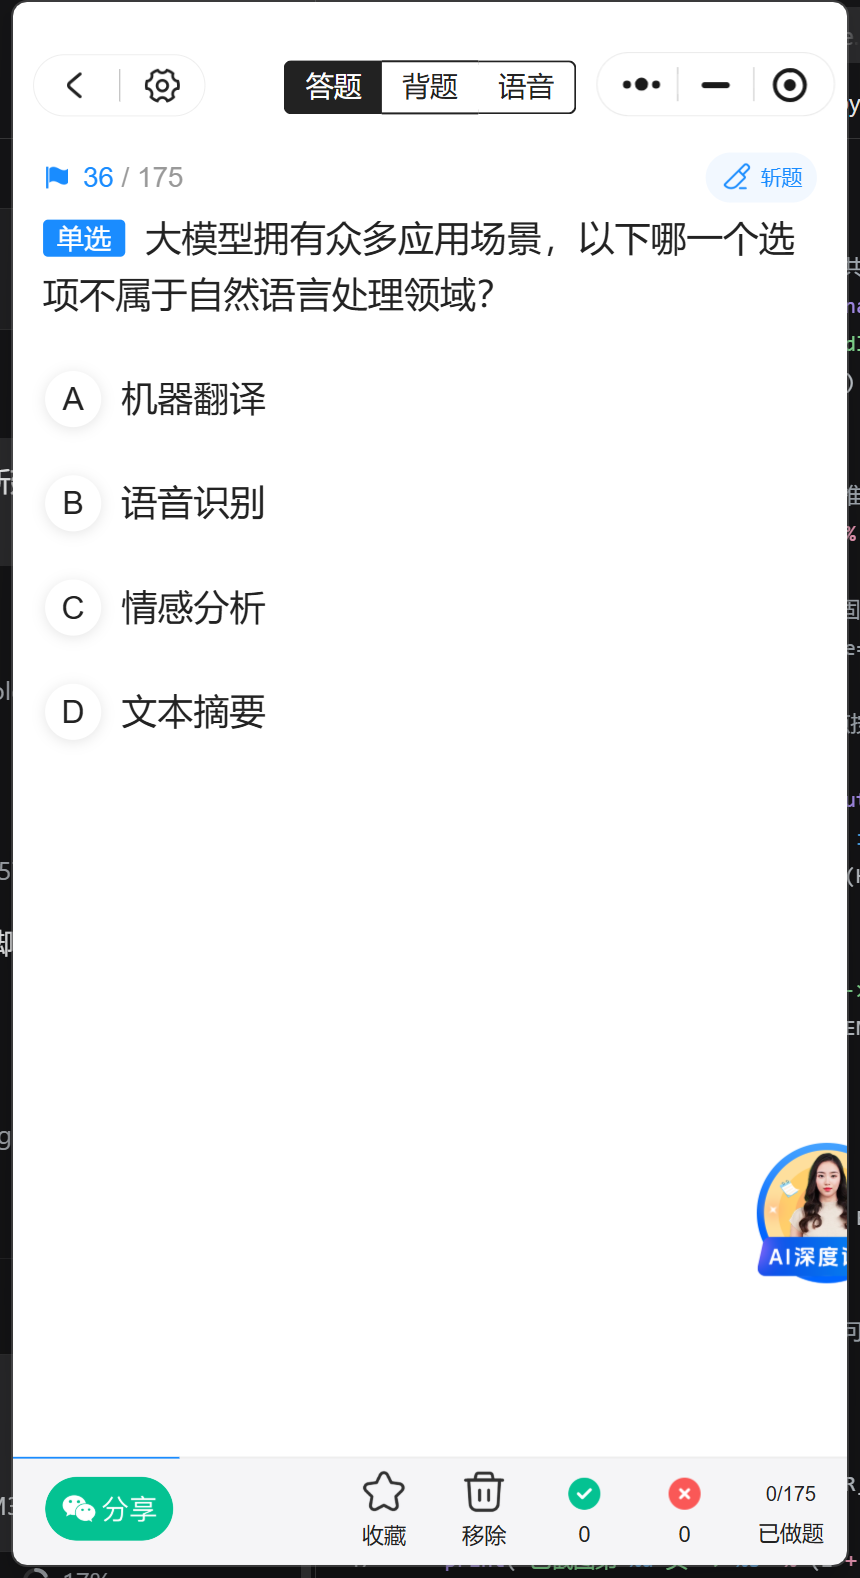 答题 背题 语音
36 / 175
斩题
单选 大模型拥有众多应用场景，以下哪一个选
项不属于自然语言处理领域?
A 机器翻译
B 语音识别
C 情感分析
D 文本摘要
AI深度
分享
收藏
移除
0
0
0/175
已做题
17%